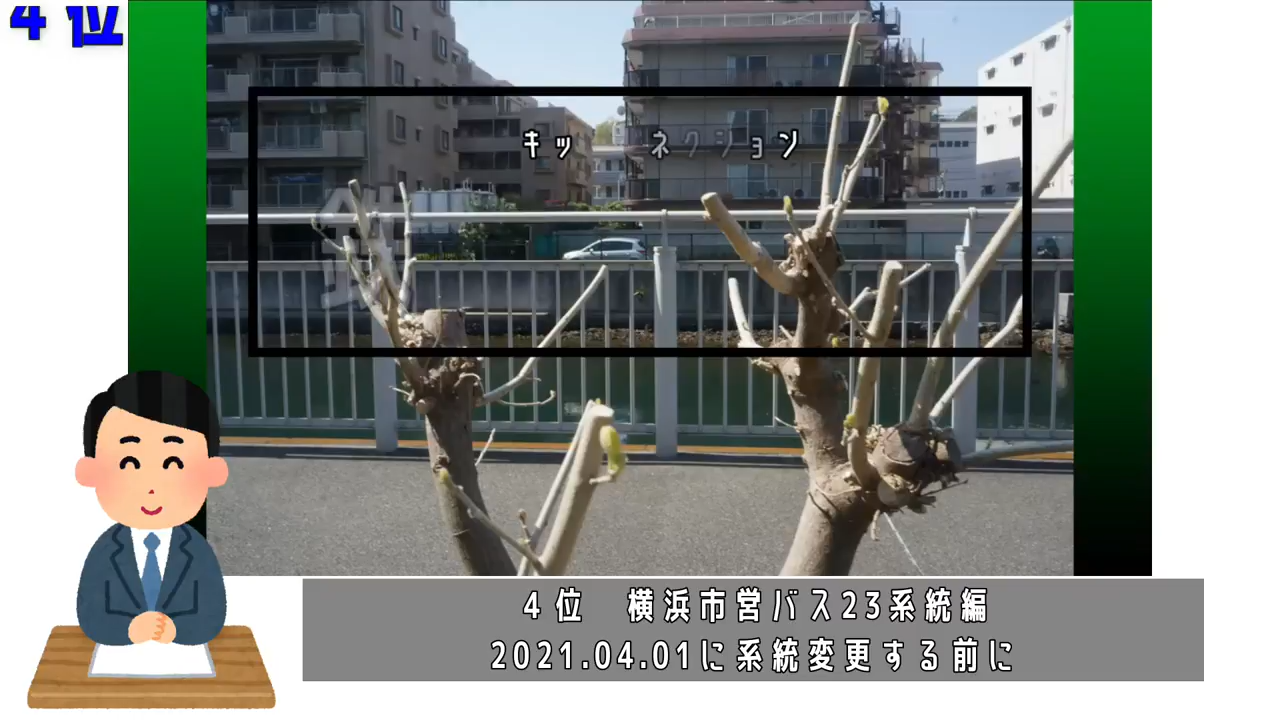 4位
キッ ネクション
鉄
4位 横浜市営バス23系統編
2021.04.01に系統変更する前に